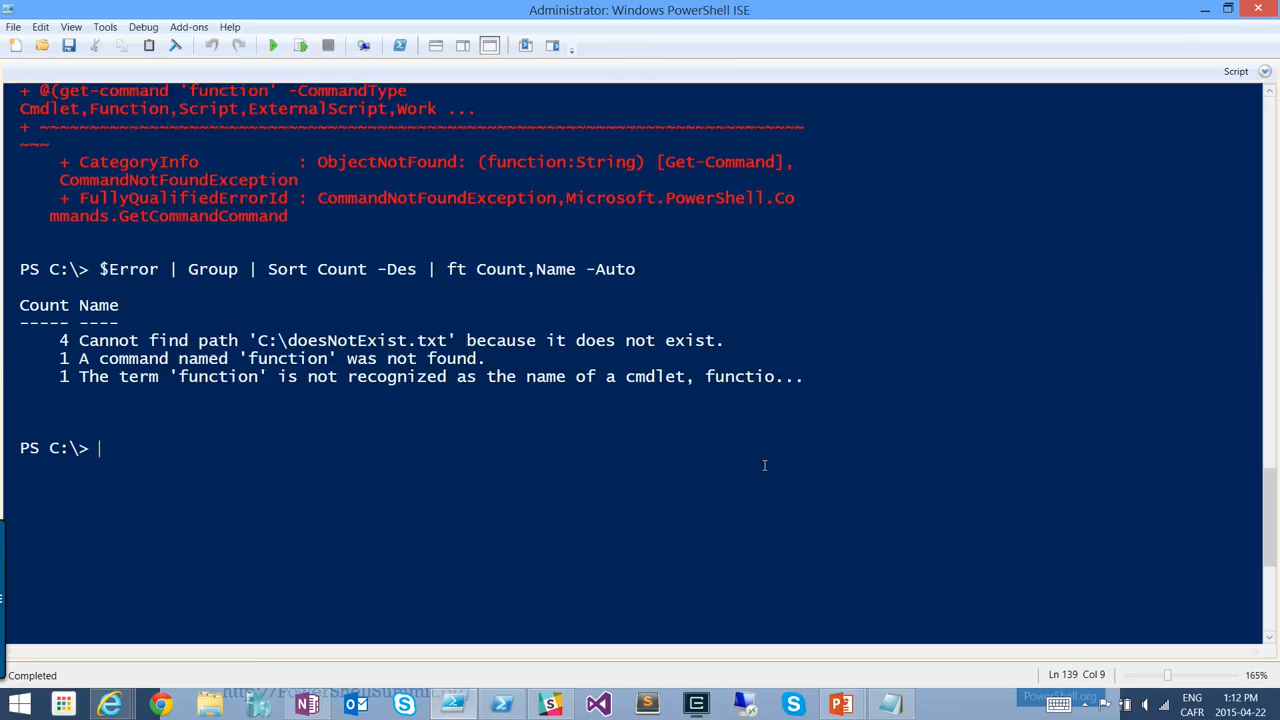 Administrator: Windows PowerShell ISE
File Edit View Tools Debug Add-ons Help
Script
+ @(get-command 'function' -CommandType
Cmdlet,Function,Script,ExternalScript,Work ...
+ ~~~~~~~~~~~~~~~~~~~~~~~~~~~~~~~~~~~~~~~~~~~~~~~~~~~~~~~~~~~~~~~~~~~~~~~~~~~~~
~~~
+ CategoryInfo : ObjectNotFound: (function:String) [Get-Command],
CommandNotFoundException
+ FullyQualifiedErrorId : CommandNotFoundException,Microsoft.PowerShell.Co
mmands.GetCommandCommand
PS C:\> $Error | Group | Sort Count -Des | ft Count,Name -Auto
Count Name
----- ----
4 Cannot find path 'C:\doesNotExist.txt' because it does not exist.
1 A command named 'function' was not found.
1 The term 'function' is not recognized as the name of a cmdlet, functio...
PS C:\>
Completed
Ln 139 Col 9
165%
PowerShell.org
ENG
CAFR
1:12 PM
2015-04-22